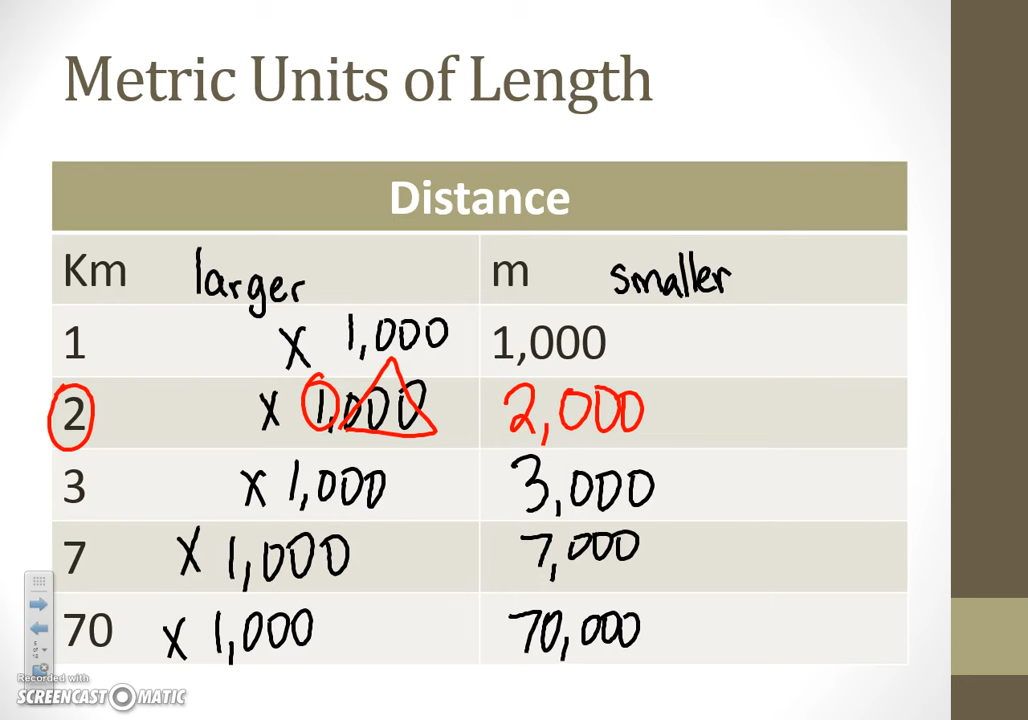 Metric Units of Length
Distance
Km larger m smaller
1 x 1,000 1,000
2 x 1,000 2,000
3 x 1,000 3,000
7 x 1,000 7,000
70 x 1,000 70,000
Recorded with
SCREENCAST MATIC